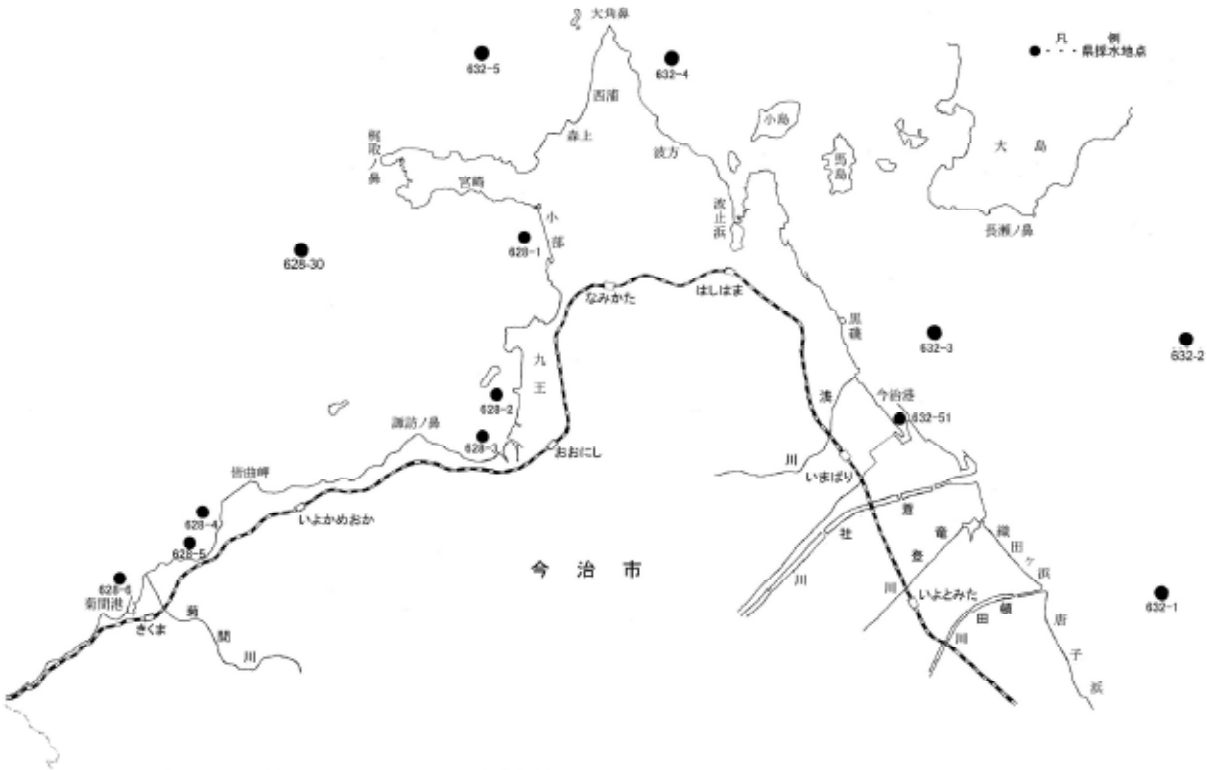 大角鼻
凡例
●・・・県採水地点
632-5
632-4
西浦
小島
森上
波方
大島
梶取ノ鼻
馬島
宮崎
小部
波止浜
長瀬ノ鼻
628-1
628-30
なみかた
はしはま
黒磯
632-3
632-2
九王
浅川
今治港
628-2
632-51
諏訪ノ鼻
628-3
おおにし
いまばり
628-4
いよかめおか
蒼社川
628-5
竜登川
織田ヶ浜
今治市
628-6
いよとみた
632-1
菊間港
頓田川
きくま
唐子浜
菊間川